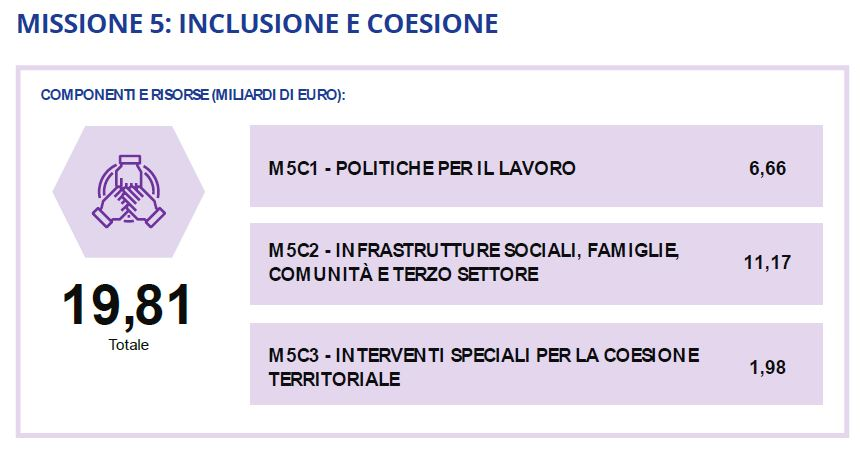 MISSIONE 5: INCLUSIONE E COESIONE
COMPONENTI E RISORSE (MILIARDI DI EURO):
19,81
Totale
M5C1 - POLITICHE PER IL LAVORO 6,66
M5C2 - INFRASTRUTTURE SOCIALI, FAMIGLIE,
COMUNITÀ E TERZO SETTORE 11,17
M5C3 - INTERVENTI SPECIALI PER LA COESIONE
TERRITORIALE 1,98